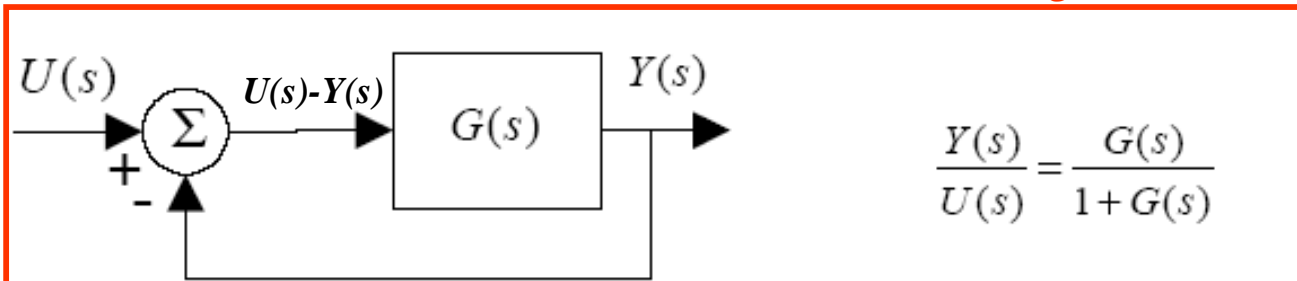 U(s)
Σ
+
-
U(s)-Y(s)
G(s)
Y(s)
Y(s)/U(s) = G(s)/(1+G(s))